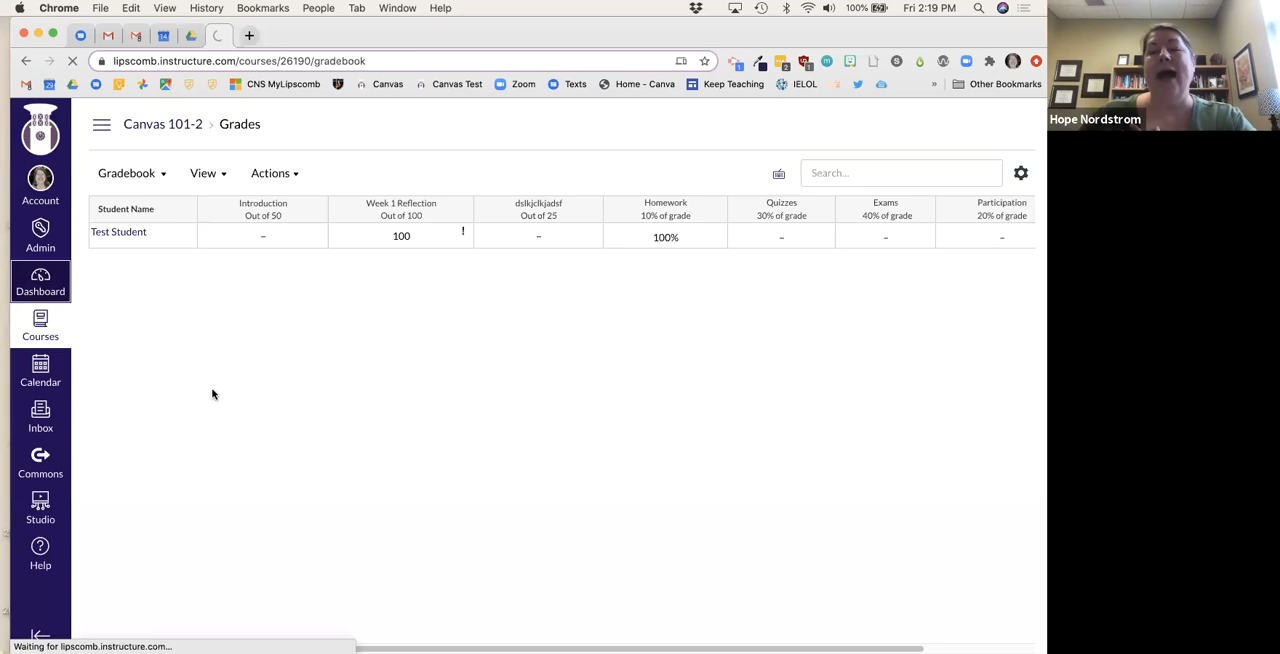 Chrome File Edit View History Bookmarks People Tab Window Help 100% Fri 2:19 PM
lipscomb.instructure.com/courses/26190/gradebook
CNS MyLipscomb Canvas Canvas Test Zoom Texts Home - Canva Keep Teaching IELOL » Other Bookmarks
Hope Nordstrom
Canvas 101-2 › Grades
Gradebook View Actions Search...
Student Name
Introduction
Out of 50
Week 1 Reflection
Out of 100
dslkjclkjadsf
Out of 25
Homework
10% of grade
Quizzes
30% of grade
Exams
40% of grade
Participation
20% of grade
Test Student – 100 ! – 100% – – –
Account
Admin
Dashboard
Courses
Calendar
Inbox
Commons
Studio
Help
Waiting for lipscomb.instructure.com...